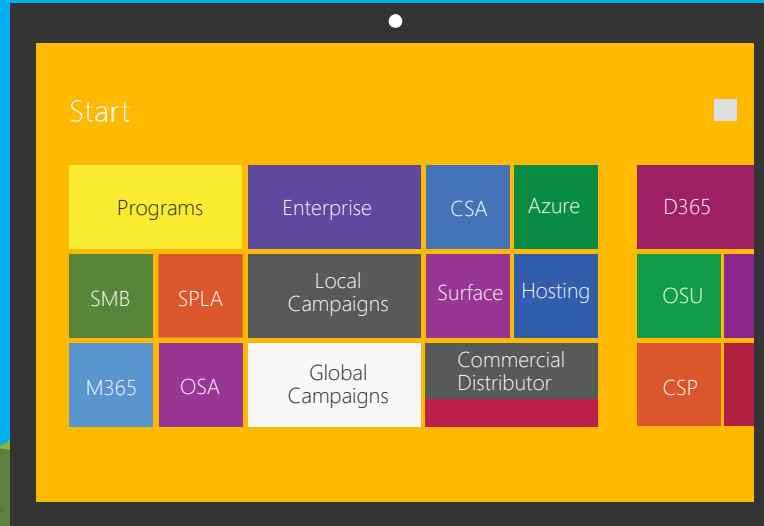 Start
Programs
Enterprise
CSA
Azure
D365
SMB
SPLA
Local
Campaigns
Surface
Hosting
OSU
M365
OSA
Global
Campaigns
Commercial
Distributor
CSP